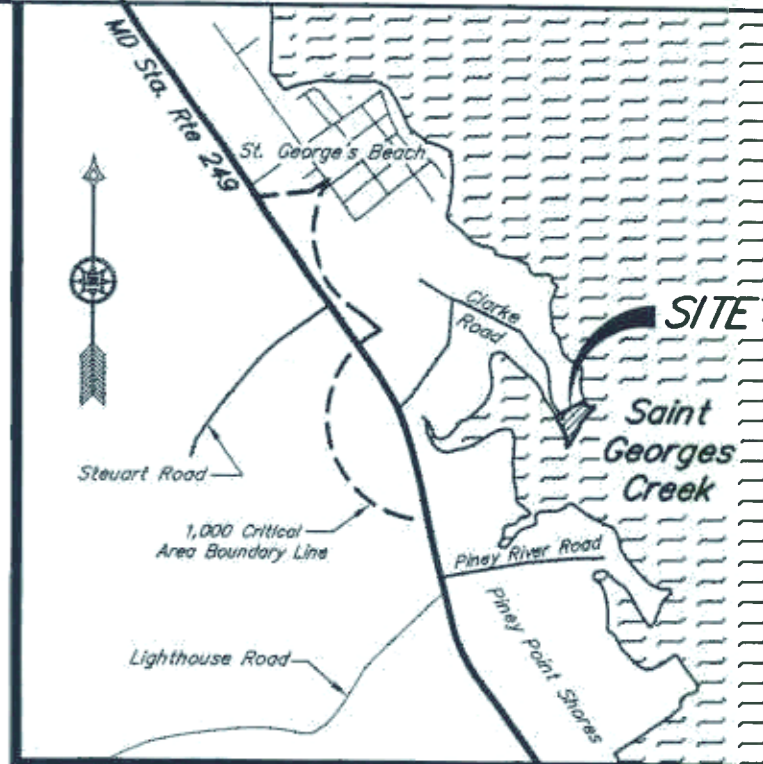 MD Sta. Rte 249
St. George's Beach
Clarke
Road
SITE
Saint
Georges
Creek
Steuart Road
1,000 Critical
Area Boundary Line
Piney River Road
Lighthouse Road
Piney Point Shores